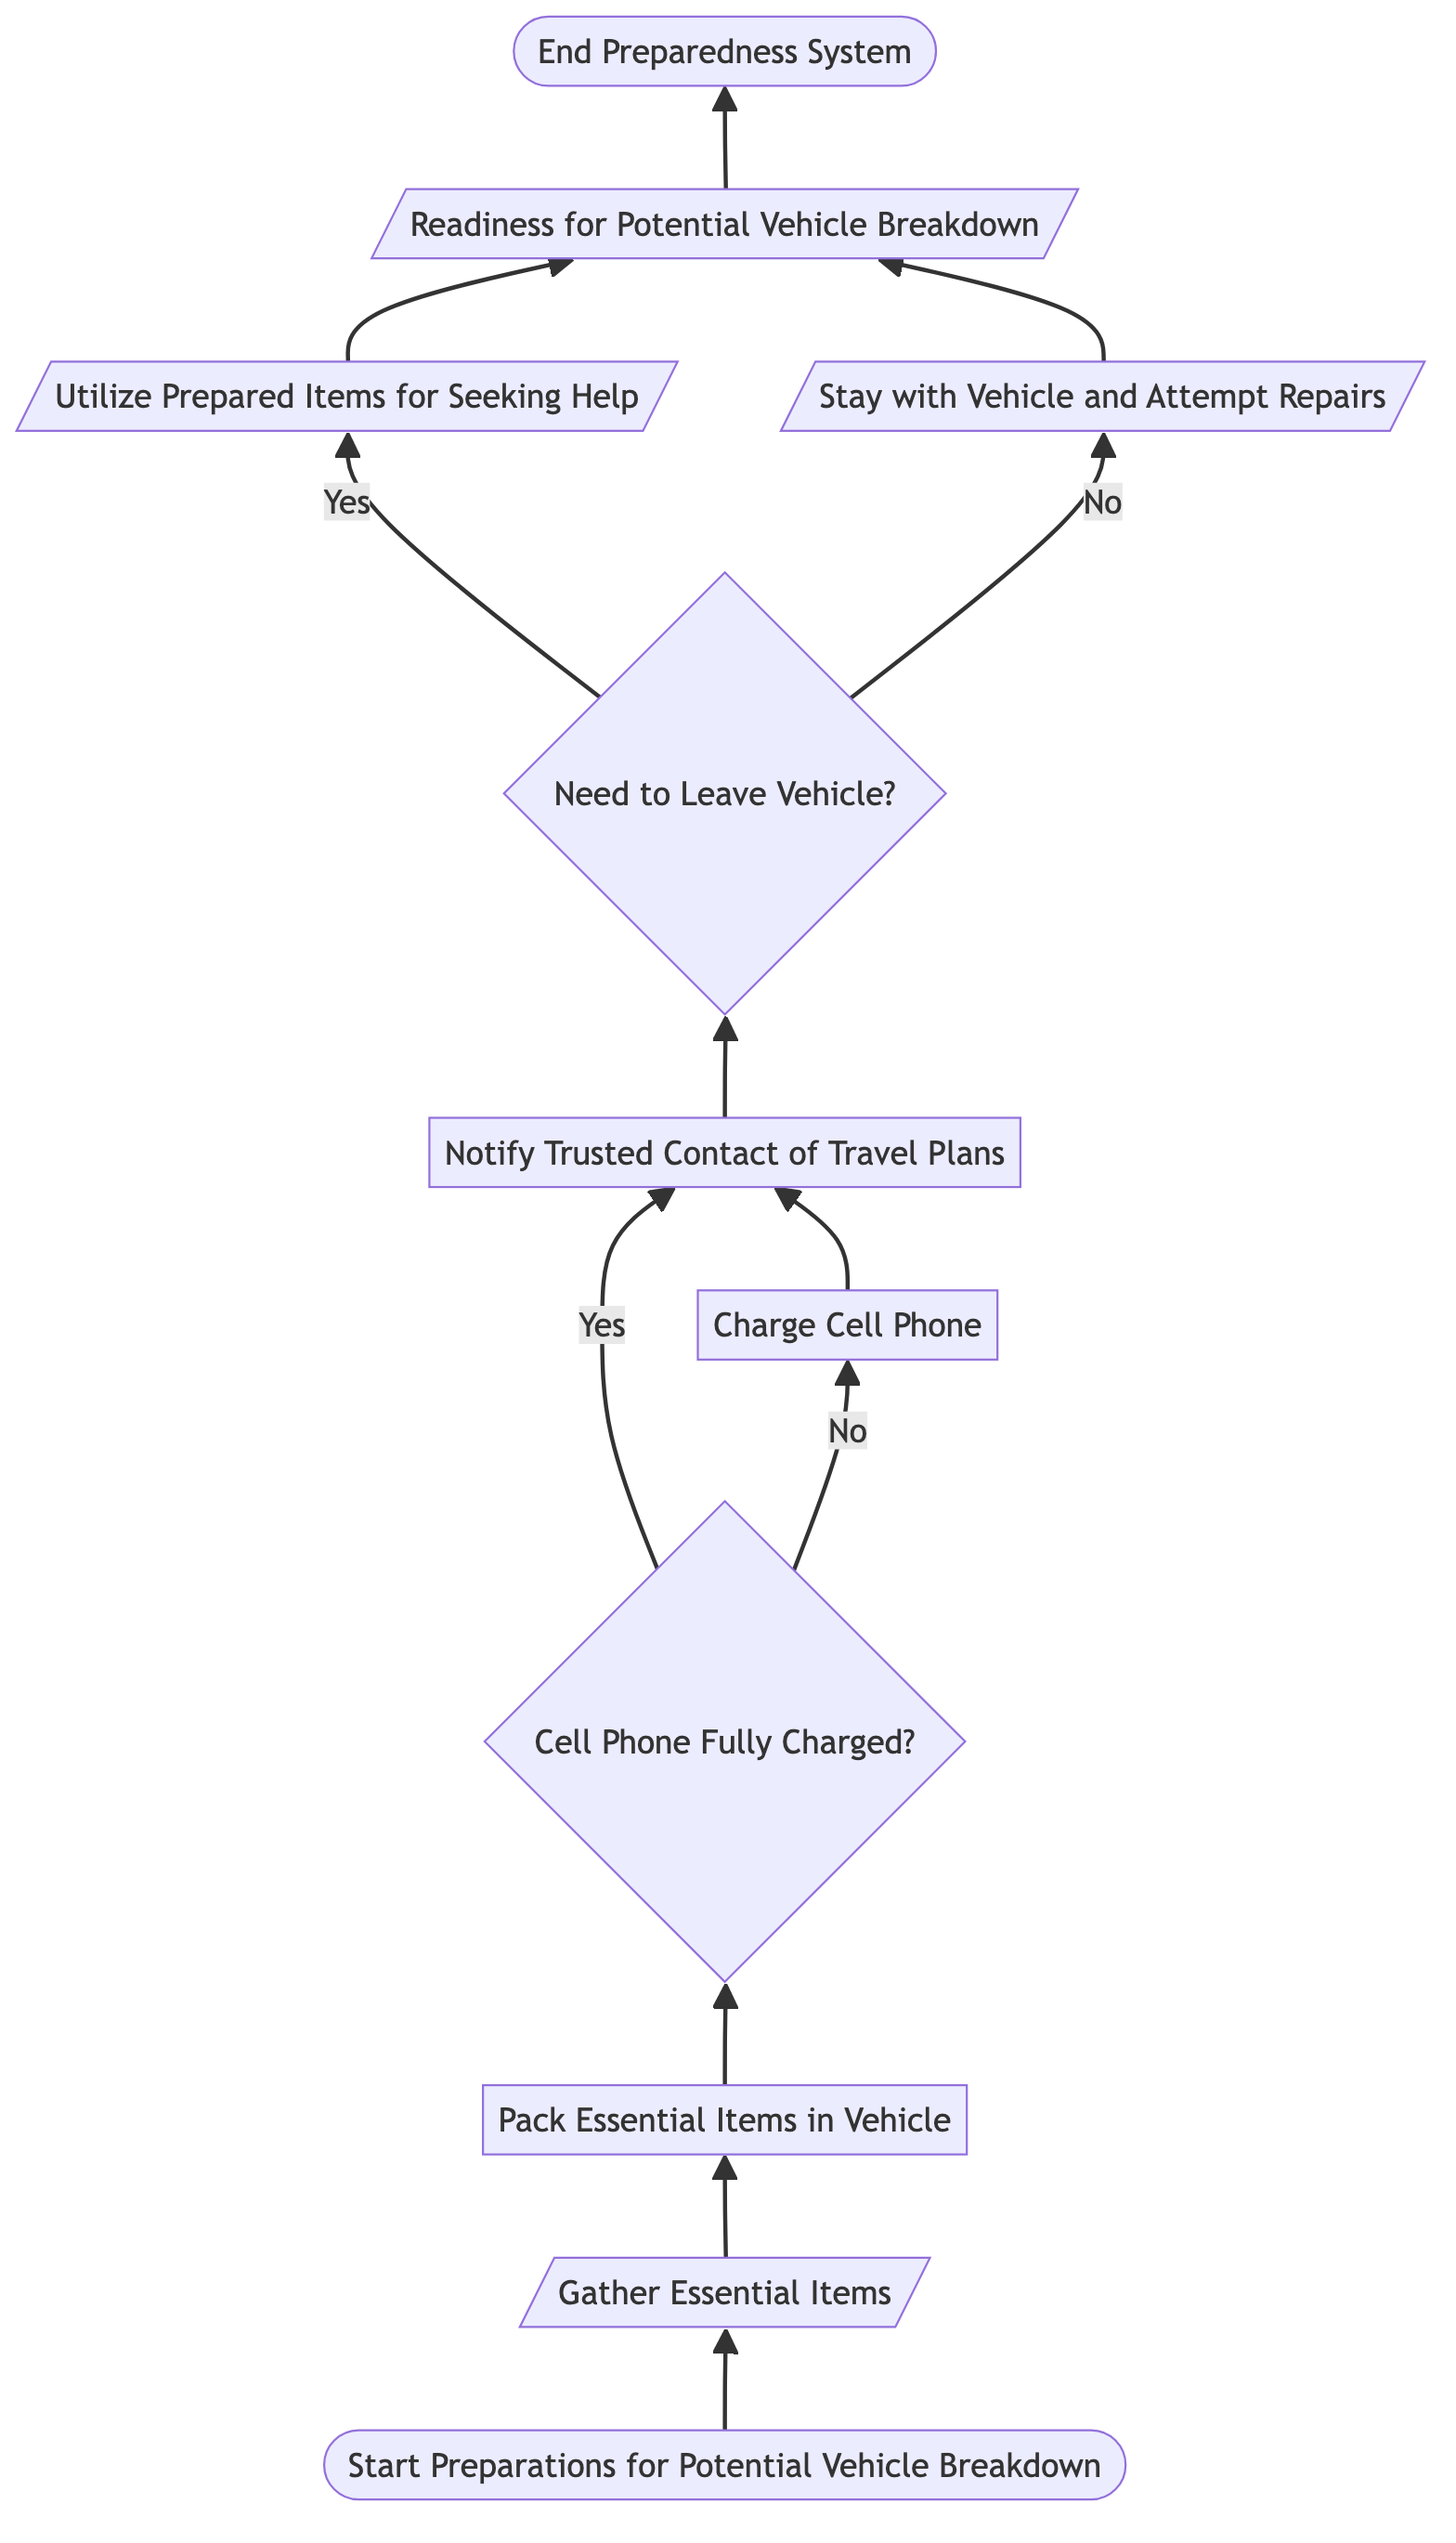 End Preparedness System
Readiness for Potential Vehicle Breakdown
Utilize Prepared Items for Seeking Help
Stay with Vehicle and Attempt Repairs
Yes
No
Need to Leave Vehicle?
Notify Trusted Contact of Travel Plans
Yes
Charge Cell Phone
No
Cell Phone Fully Charged?
Pack Essential Items in Vehicle
Gather Essential Items
Start Preparations for Potential Vehicle Breakdown